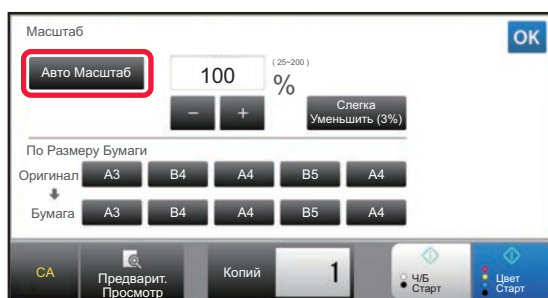 Масштаб
OK
Авто Масштаб
100
(25~200)
%
−
+
Слегка
Уменьшить (3%)
По Размеру Бумаги
Оригинал A3 B4 A4 B5 A4
Бумага A3 B4 A4 B5 A4
CA
Предварит.
Просмотр
Копий
1
Ч/Б
Старт
Цвет
Старт